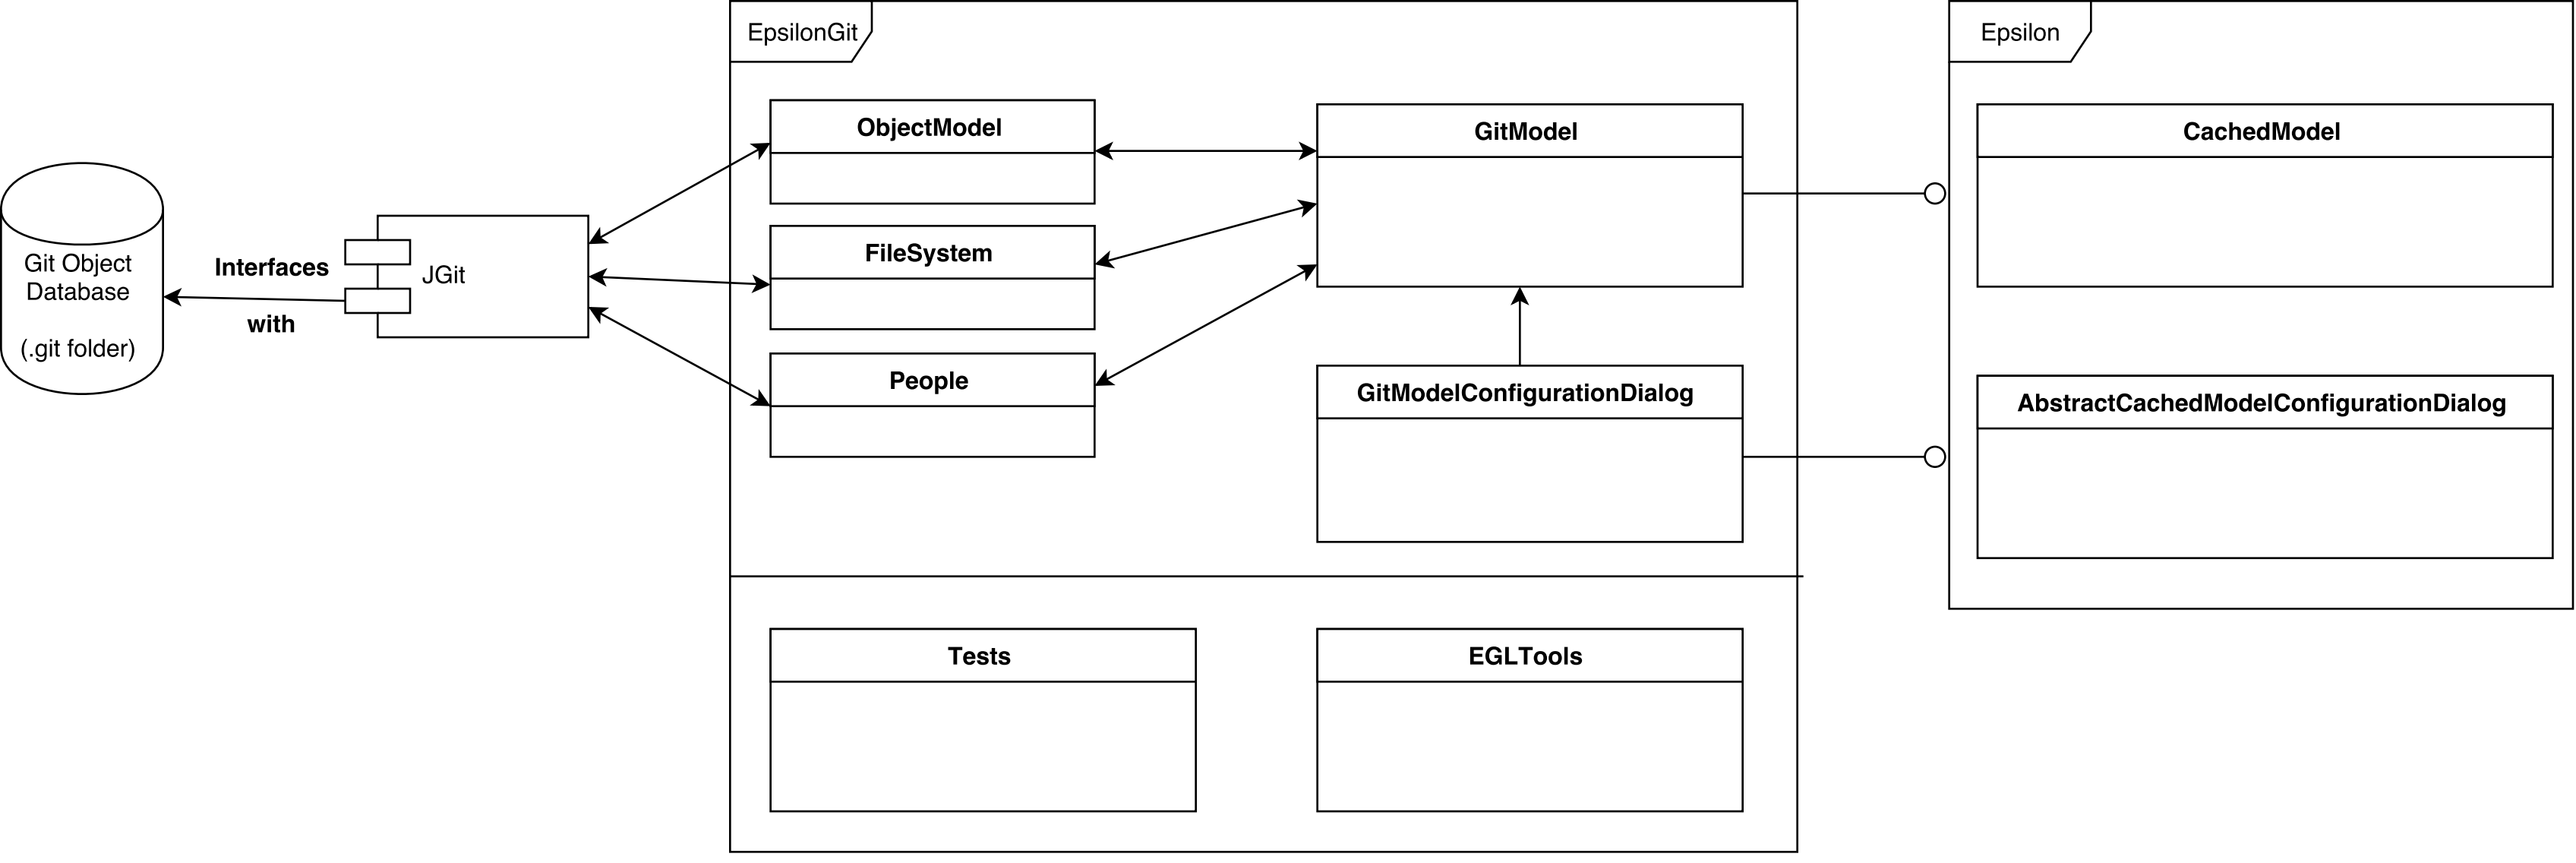 Git Object
Database
(.git folder)
Interfaces
with
JGit
EpsilonGit
ObjectModel
FileSystem
People
GitModel
GitModelConfigurationDialog
Tests
EGLTools
Epsilon
CachedModel
AbstractCachedModelConfigurationDialog